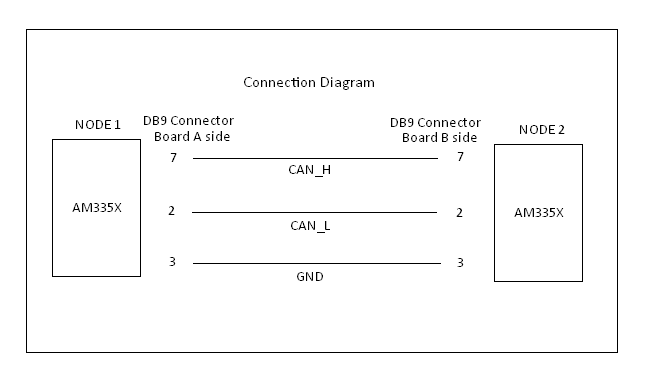 Connection Diagram
NODE 1
DB9 Connector
Board A side
DB9 Connector
Board B side
NODE 2
7
CAN_H
7
AM335X
2
CAN_L
2
AM335X
3
GND
3